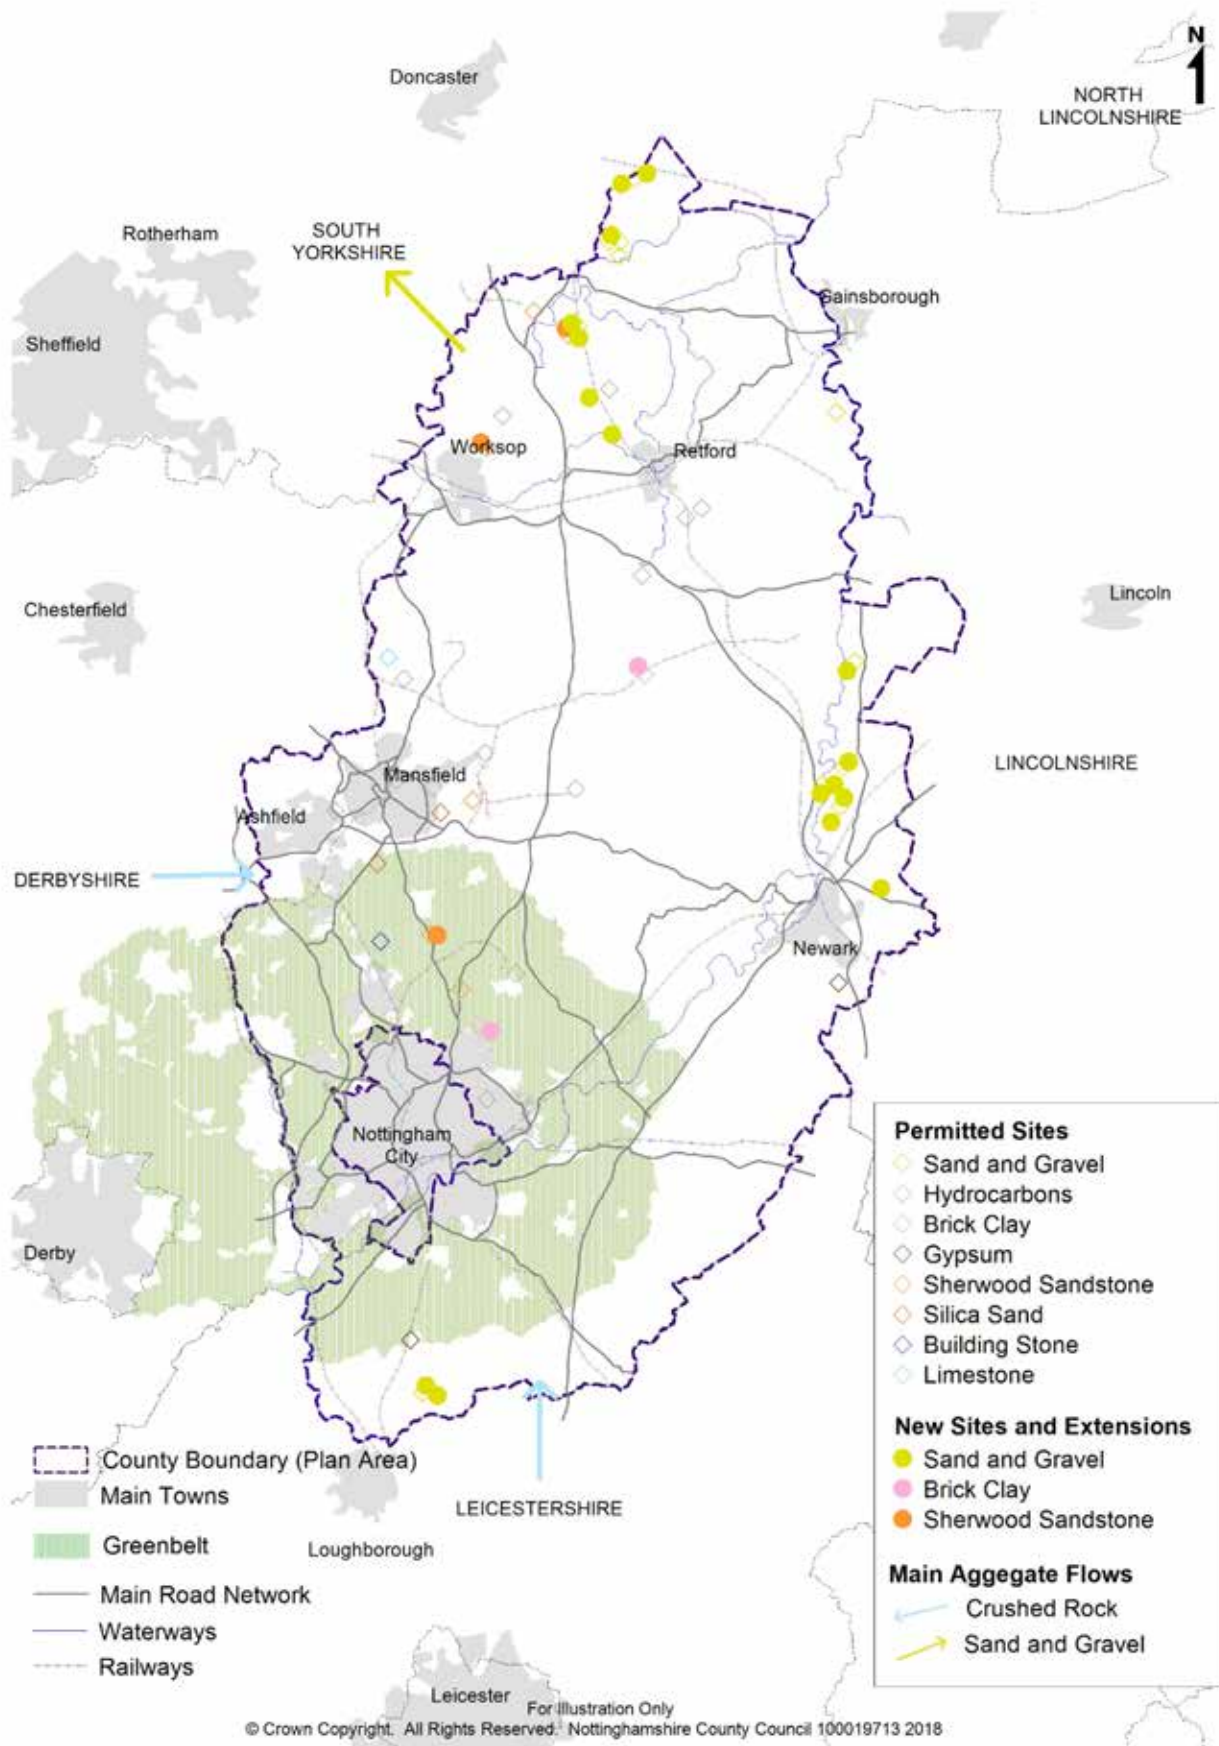 N
Doncaster
NORTH
LINCOLNSHIRE
Rotherham
SOUTH
YORKSHIRE
Gainsborough
Sheffield
Worksop
Retford
Chesterfield
Lincoln
Mansfield
LINCOLNSHIRE
Ashfield
DERBYSHIRE
Newark
Nottingham
City
Derby
Permitted Sites
Sand and Gravel
Hydrocarbons
Brick Clay
Gypsum
Sherwood Sandstone
Silica Sand
Building Stone
Limestone
New Sites and Extensions
Sand and Gravel
Brick Clay
Sherwood Sandstone
Main Aggegate Flows
Crushed Rock
Sand and Gravel
County Boundary (Plan Area)
Main Towns
Greenbelt
Main Road Network
Waterways
Railways
LEICESTERSHIRE
Loughborough
Leicester
For Illustration Only
© Crown Copyright. All Rights Reserved. Nottinghamshire County Council 100019713 2018